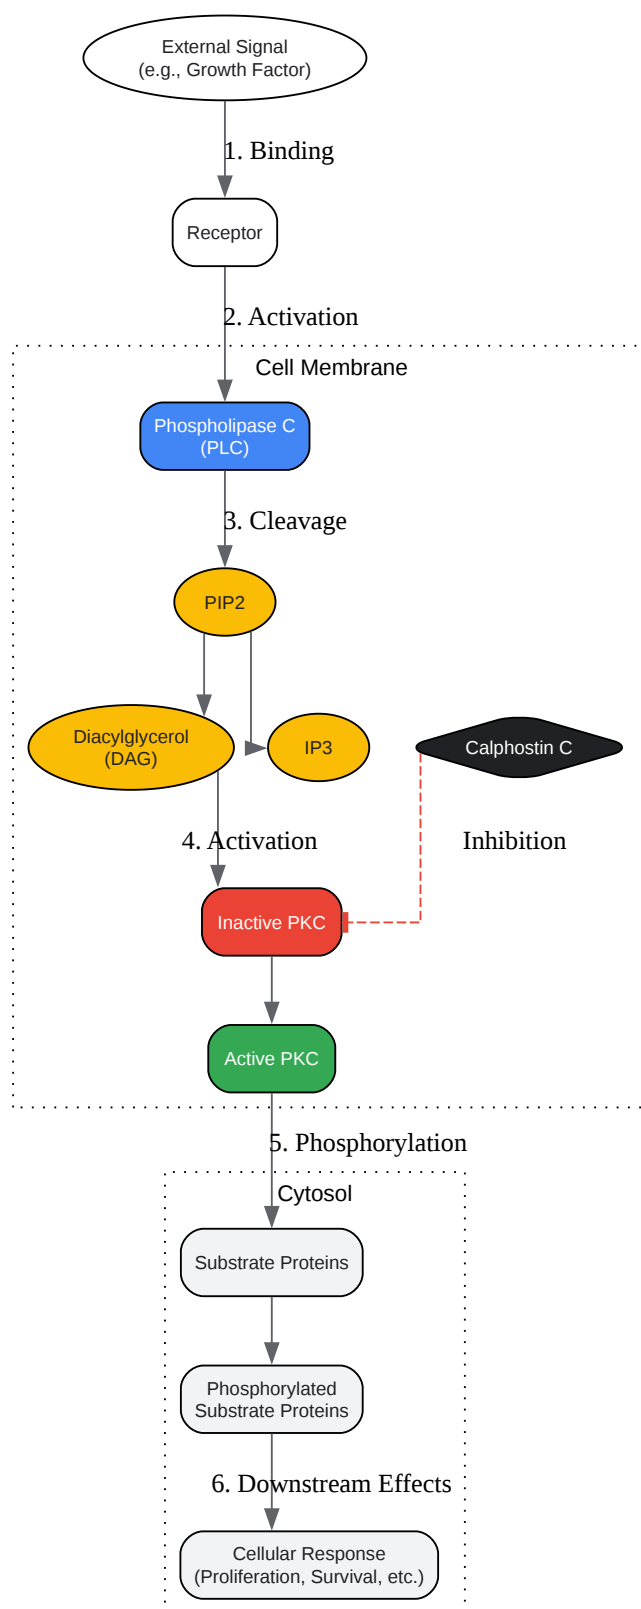 External Signal
(e.g., Growth Factor)
1. Binding
Receptor
2. Activation
Cell Membrane
Phospholipase C
(PLC)
3. Cleavage
PIP2
Diacylglycerol
(DAG)
IP3
Calphostin C
4. Activation
Inhibition
Inactive PKC
Active PKC
5. Phosphorylation
Cytosol
Substrate Proteins
Phosphorylated
Substrate Proteins
6. Downstream Effects
Cellular Response
(Proliferation, Survival, etc.)